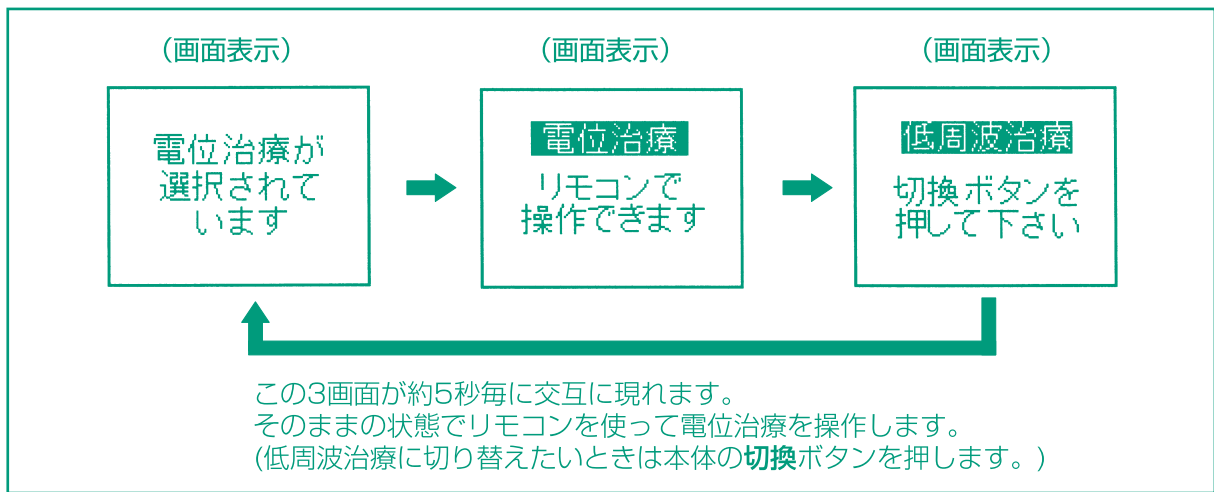 (画面表示)
(画面表示)
(画面表示)
電位治療が
選択されて
います
電位治療
リモコンで
操作できます
低周波治療
切換ボタンを
押して下さい
この3画面が約5秒毎に交互に現れます。
そのままの状態でリモコンを使って電位治療を操作します。
(低周波治療に切り替えたいときは本体の切換ボタンを押します。)